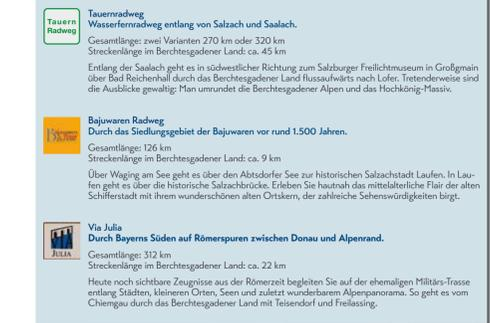 Tauern
Radweg
Tauernradweg
Wasserfernradweg entlang von Salzach und Saalach.
Gesamtlänge: zwei Varianten 270 km oder 320 km
Streckenlänge im Berchtesgadener Land: ca. 45 km
Entlang der Saalach geht es in südwestlicher Richtung zum Salzburger Freilichtmuseum in Großgmain
über Bad Reichenhall durch das Berchtesgadener Land flussaufwärts nach Lofer. Tretenderweise sind
die Ausblicke gewaltig: Man umrundet die Berchtesgadener Alpen und das Hochkönig-Massiv.
Bajuwaren Radweg
Durch das Siedlungsgebiet der Bajuwaren vor rund 1.500 Jahren.
Gesamtlänge: 126 km
Streckenlänge im Berchtesgadener Land: ca. 9 km
Über Waging am See geht es über den Abtsdorfer See zur historischen Salzachstadt Laufen. In Lau-
fen geht es über die historische Salzachbrücke. Erleben Sie hautnah das mittelalterliche Flair der alten
Schifferstadt mit ihrem wunderschönen alten Ortskern, der zahlreiche Sehenswürdigkeiten birgt.
JULIA
Via Julia
Durch Bayerns Süden auf Römerspuren zwischen Donau und Alpenrand.
Gesamtlänge: 312 km
Streckenlänge im Berchtesgadener Land: ca. 22 km
Heute noch sichtbare Zeugnisse aus der Römerzeit begleiten Sie auf der ehemaligen Militärs-Trasse
entlang Städten, kleineren Orten, Seen und zuletzt wunderbarem Alpenpanorama. So geht es vom
Chiemgau durch das Berchtesgadener Land mit Teisendorf und Freilassing.